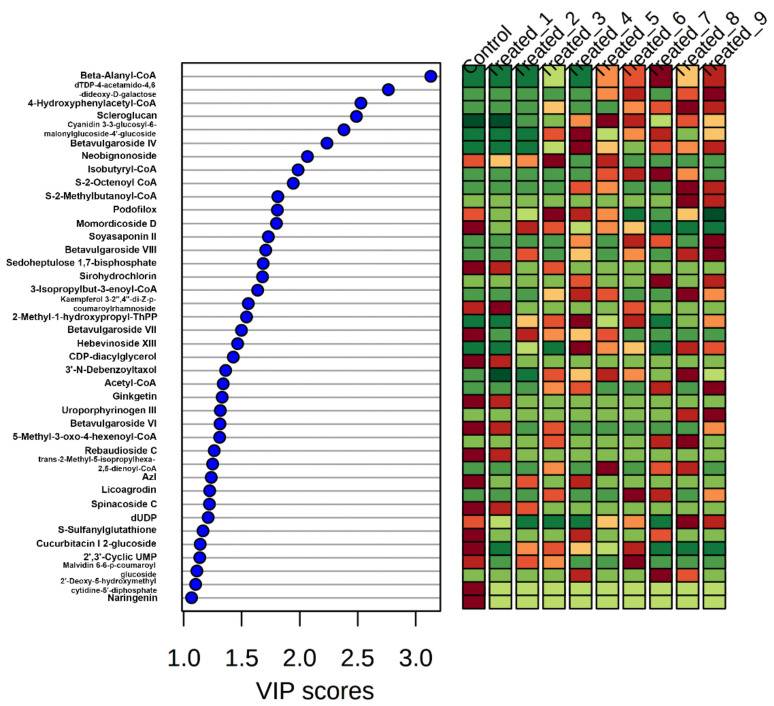 Control
Treated_1
Treated_2
Treated_3
Treated_4
Treated_5
Treated_6
Treated_7
Treated_8
Treated_9
Beta-Alanyl-CoA
dTDP-4-acetamido-4,6
-dideoxy-D-galactose
4-Hydroxyphenylacetyl-CoA
Scleroglucan
Cyanidin 3-3-glucosyl-6-
malonylglucoside-4'-glucoside
Betavulgaroside IV
Neobignonoside
Isobutyryl-CoA
S-2-Octenoyl CoA
S-2-Methylbutanoyl-CoA
Podofilox
Momordicoside D
Soyasaponin II
Betavulgaroside VIII
Sedoheptulose 1,7-bisphosphate
Sirohydrochlorin
3-Isopropylbut-3-enoyl-CoA
Kaempferol 3-2",4"-di-Z-p-
coumaroylrhamnoside
2-Methyl-1-hydroxypropyl-ThPP
Betavulgaroside VII
Hebevinoside XIII
CDP-diacylglycerol
3'-N-Debenzoyltaxol
Acetyl-CoA
Ginkgetin
Uroporphyrinogen III
Betavulgaroside VI
5-Methyl-3-oxo-4-hexenoyl-CoA
Rebaudioside C
trans-2-Methyl-5-isopropylhexa-
2,5-dienoyl-CoA
AzI
Licoagrodin
Spinacoside C
dUDP
S-Sulfanylglutathione
Cucurbitacin I 2-glucoside
2',3'-Cyclic UMP
Malvidin 6-6-p-coumaroyl
glucoside
2'-Deoxy-5-hydroxymethyl
cytidine-5'-diphosphate
Naringenin
1.0 1.5 2.0 2.5 3.0
VIP scores